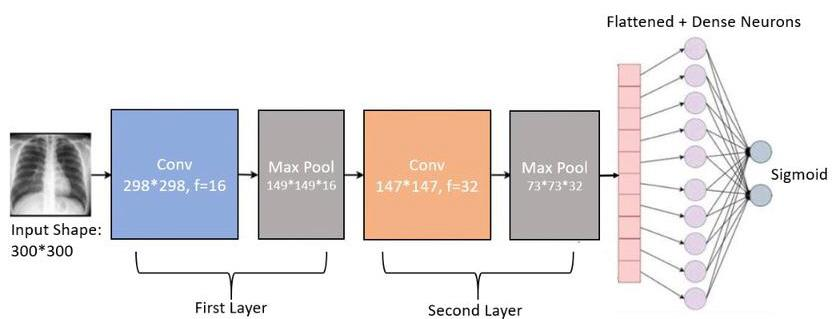 Flattened + Dense Neurons
Conv
298*298, f=16
Max Pool
149*149*16
Conv
147*147, f=32
Max Pool
73*73*32
Sigmoid
Input Shape:
300*300
First Layer
Second Layer